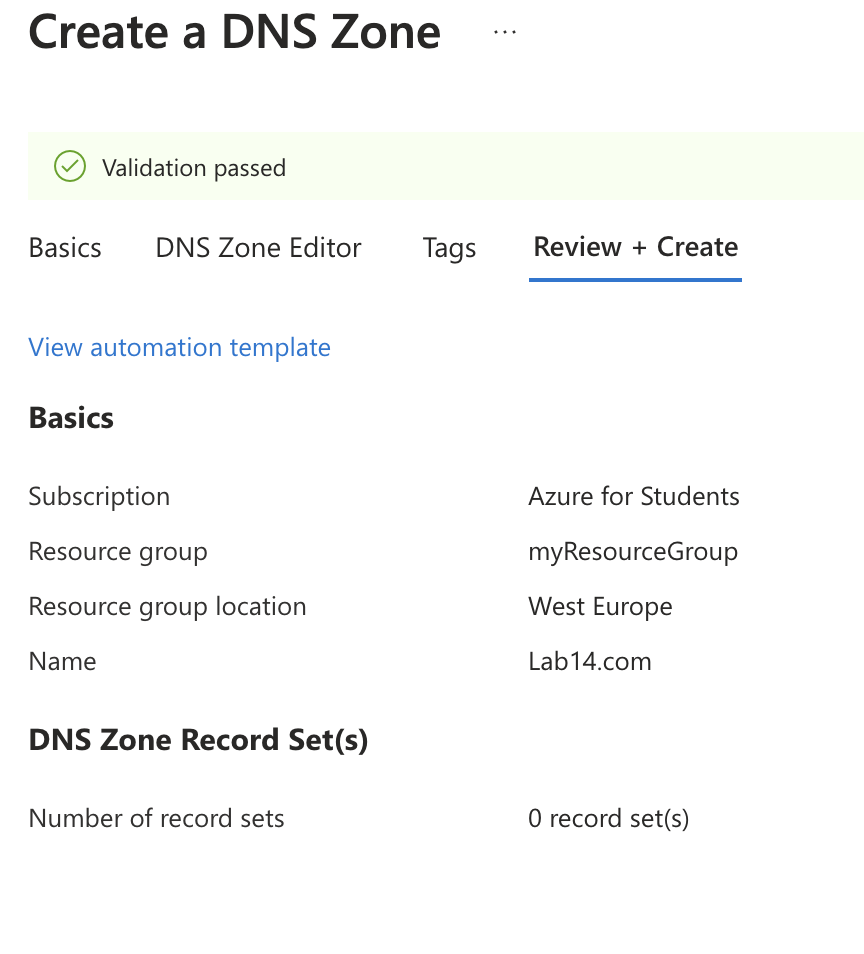 Create a DNS Zone ...
Validation passed
Basics DNS Zone Editor Tags Review + Create
View automation template
Basics
Subscription Azure for Students
Resource group myResourceGroup
Resource group location West Europe
Name Lab14.com
DNS Zone Record Set(s)
Number of record sets 0 record set(s)